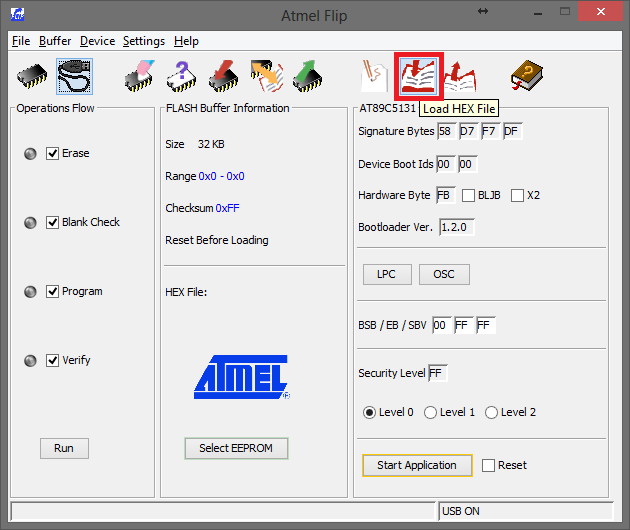 Atmel Flip
File Buffer Device Settings Help
Load HEX File
Operations Flow
Erase
Blank Check
Program
Verify
Run
FLASH Buffer Information
Size 32 KB
Range 0x0 - 0x0
Checksum 0xFF
Reset Before Loading
HEX File:
ATMEL®
Select EEPROM
AT89C5131
Signature Bytes 58 D7 F7 DF
Device Boot Ids 00 00
Hardware Byte FB BLJB X2
Bootloader Ver. 1.2.0
LPC OSC
BSB / EB / SBV 00 FF FF
Security Level FF
Level 0 Level 1 Level 2
Start Application Reset
USB ON